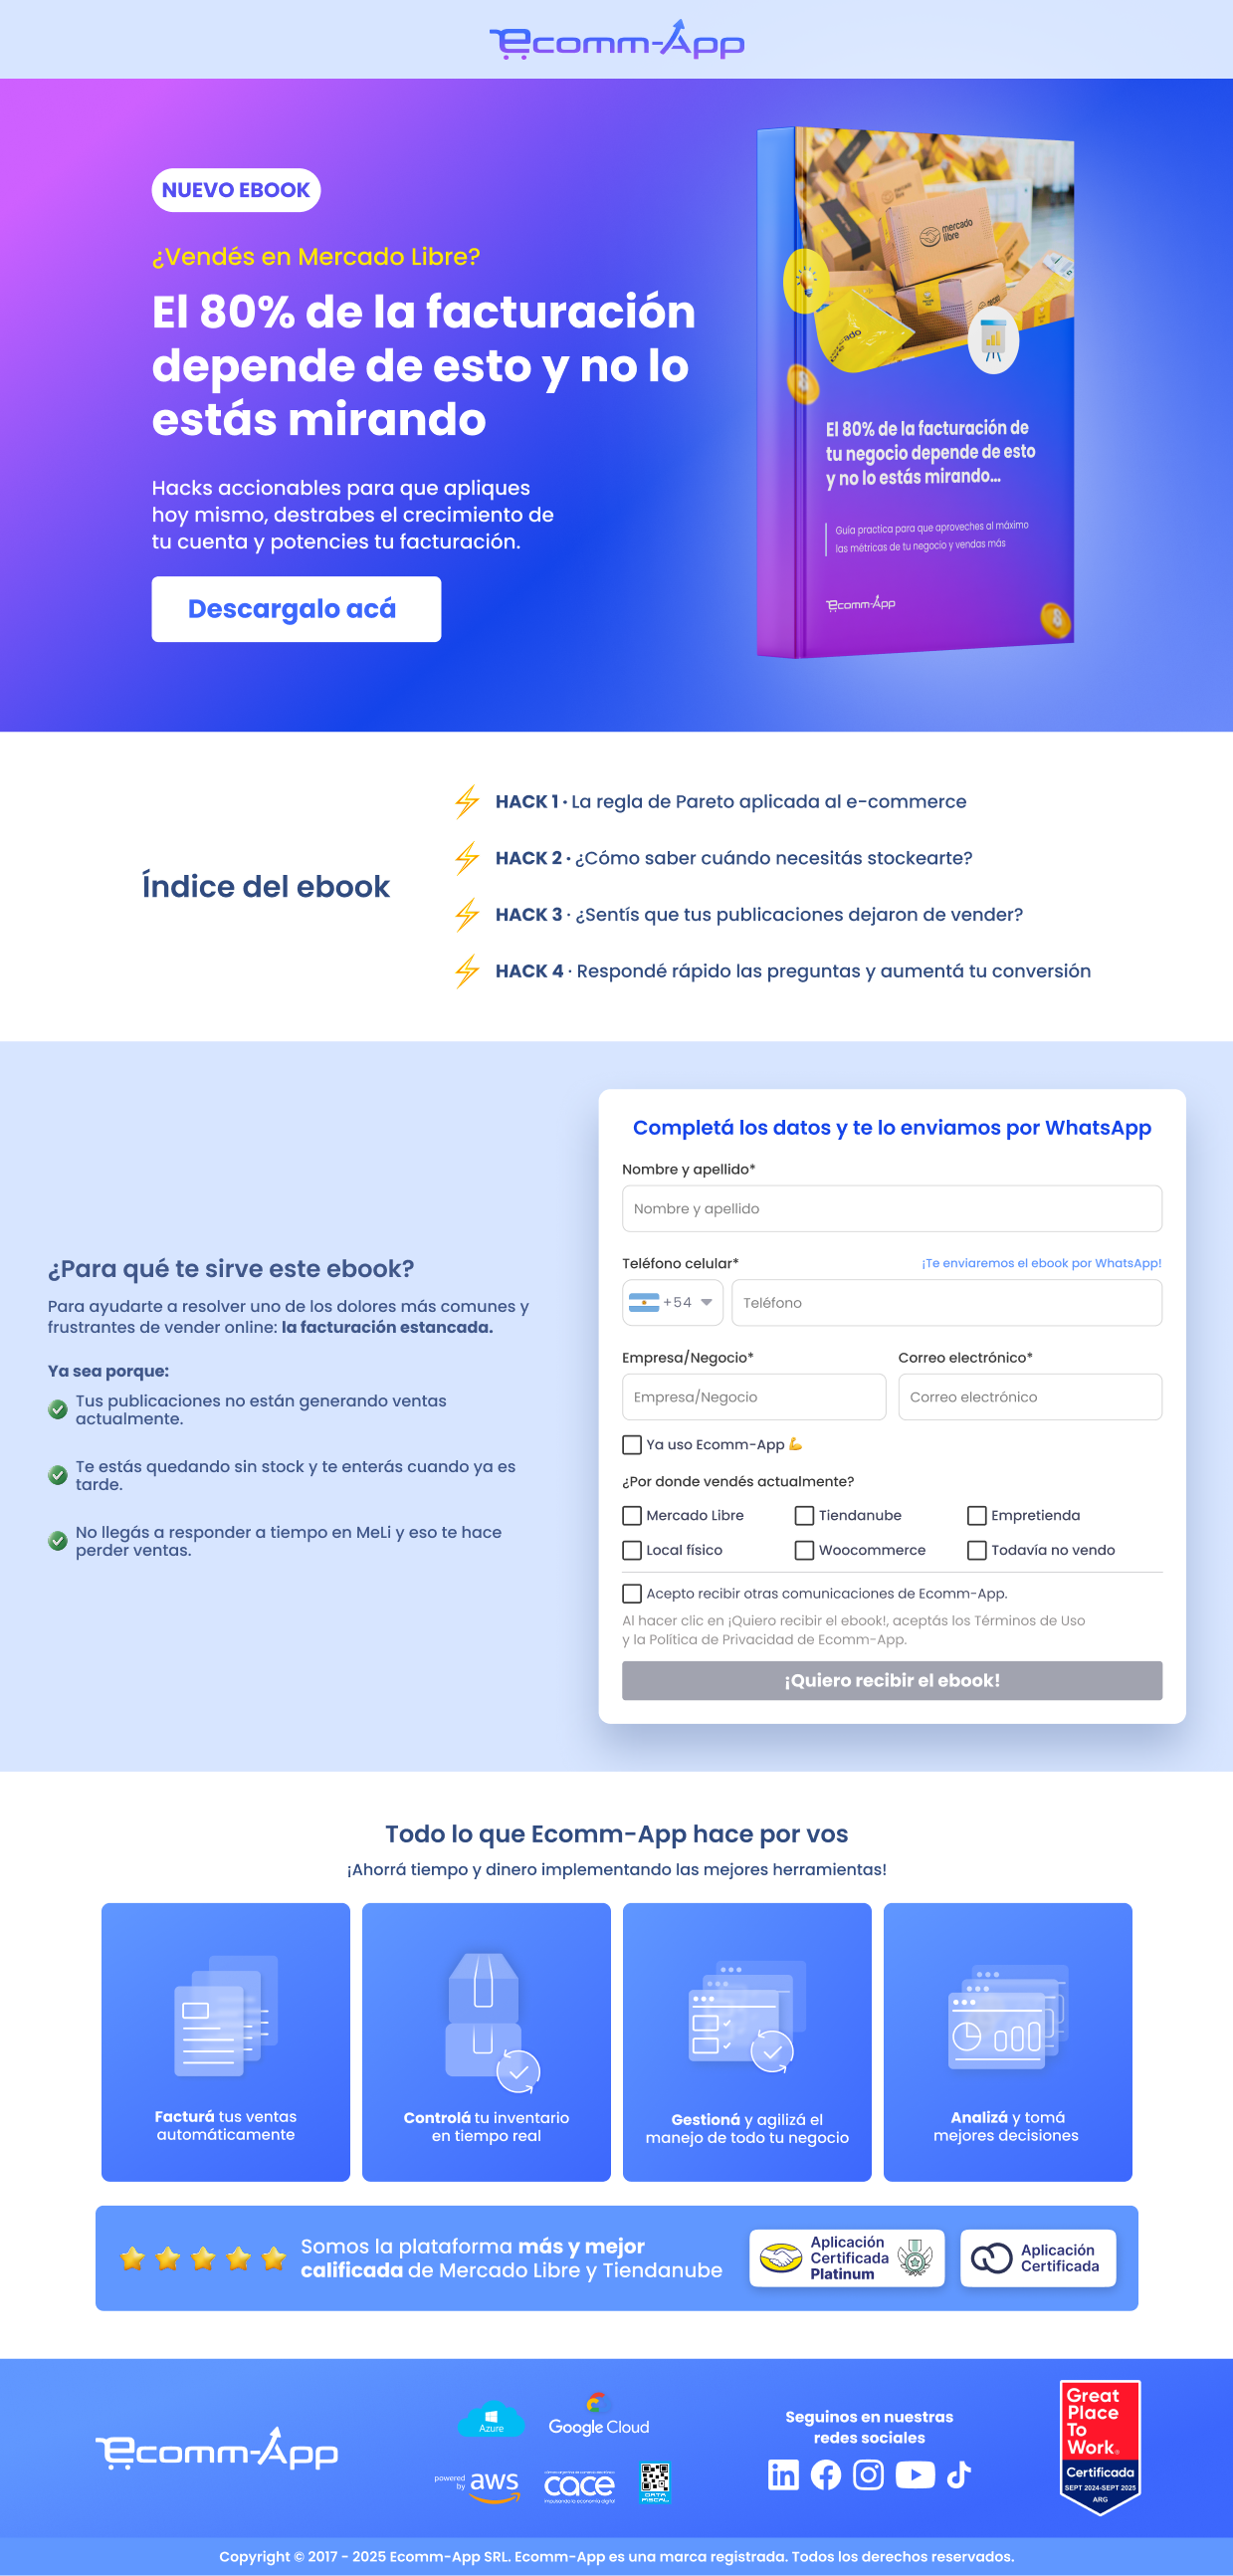 ecomm-App
NUEVO EBOOK
¿Vendés en Mercado Libre?
El 80% de la facturación
depende de esto y no lo
estás mirando
Hacks accionables para que apliques
hoy mismo, destrabes el crecimiento de
tu cuenta y potencies tu facturación.
Descargalo acá
mercado
libre
El 80% de la facturación de
tu negocio depende de esto
y no lo estás mirando...
Guía practica para que aproveches al máximo
las métricas de tu negocio y vendas más
ecomm-App
Índice del ebook
HACK 1 · La regla de Pareto aplicada al e-commerce
HACK 2 · ¿Cómo saber cuándo necesitás stockearte?
HACK 3 · ¿Sentís que tus publicaciones dejaron de vender?
HACK 4 · Respondé rápido las preguntas y aumentá tu conversión
¿Para qué te sirve este ebook?
Para ayudarte a resolver uno de los dolores más comunes y
frustrantes de vender online: la facturación estancada.
Ya sea porque:
Tus publicaciones no están generando ventas
actualmente.
Te estás quedando sin stock y te enterás cuando ya es
tarde.
No llegás a responder a tiempo en MeLi y eso te hace
perder ventas.
Completá los datos y te lo enviamos por WhatsApp
Nombre y apellido*
Nombre y apellido
Teléfono celular* ¡Te enviaremos el ebook por WhatsApp!
+54 Teléfono
Empresa/Negocio* Correo electrónico*
Empresa/Negocio Correo electrónico
Ya uso Ecomm-App 💪
¿Por donde vendés actualmente?
Mercado Libre Tiendanube Empretienda
Local físico Woocommerce Todavía no vendo
Acepto recibir otras comunicaciones de Ecomm-App.
Al hacer clic en ¡Quiero recibir el ebook!, aceptás los Términos de Uso
y la Política de Privacidad de Ecomm-App.
¡Quiero recibir el ebook!
Todo lo que Ecomm-App hace por vos
¡Ahorrá tiempo y dinero implementando las mejores herramientas!
Facturá tus ventas
automáticamente
Controlá tu inventario
en tiempo real
Gestioná y agilizá el
manejo de todo tu negocio
Analizá y tomá
mejores decisiones
Somos la plataforma más y mejor
calificada de Mercado Libre y Tiendanube
Aplicación
Certificada
Platinum
Aplicación
Certificada
ecomm-App
Azure
Google Cloud
powered
by aws
cace
DATA
FISCAL
Seguinos en nuestras
redes sociales
Great
Place
To
Work®
Certificada
SEPT 2024-SEPT 2025
ARG
Copyright © 2017 - 2025 Ecomm-App SRL. Ecomm-App es una marca registrada. Todos los derechos reservados.